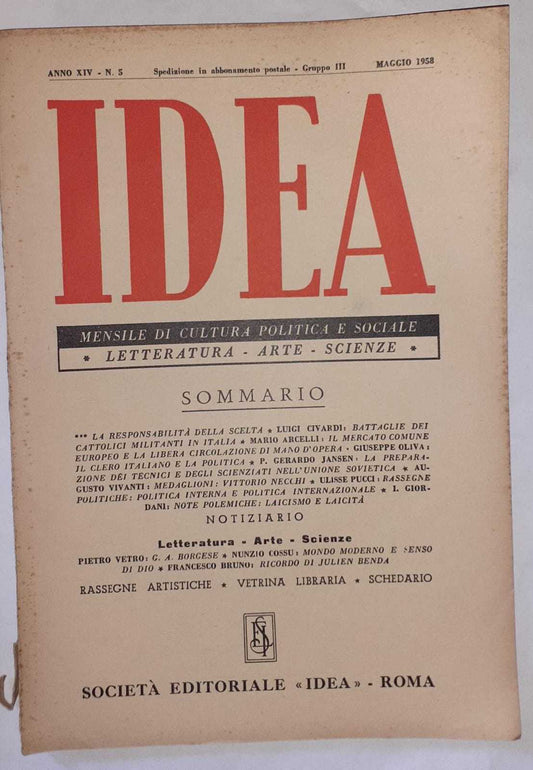 ANNO XIV - N. 5 Spedizione in abbonamento postale - Gruppo III MAGGIO 1958
IDEA
MENSILE DI CULTURA POLITICA E SOCIALE
* LETTERATURA - ARTE - SCIENZE *
SOMMARIO
*** LA RESPONSABILITÀ DELLA SCELTA * LUIGI CIVARDI: BATTAGLIE DEI
CATTOLICI MILITANTI IN ITALIA * MARIO ARCELLI: IL MERCATO COMUNE
EUROPEO E LA LIBERA CIRCOLAZIONE DI MANO D'OPERA - GIUSEPPE OLIVA:
IL CLERO ITALIANO E LA POLITICA * P. GERARDO JANSEN: LA PREPARA-
ZIONE DEI TECNICI E DEGLI SCIENZIATI NELL'UNIONE SOVIETICA * AU-
GUSTO VIVANTI: MEDAGLIONI: VITTORIO NECCHI * ULISSE PUCCI: RASSEGNE
POLITICHE: POLITICA INTERNA E POLITICA INTERNAZIONALE * I. GIOR-
DANI: NOTE POLEMICHE: LAICISMO E LAICITÀ
NOTIZIARIO
Letteratura - Arte - Scienze
PIETRO VETRO: G. A. BORGESE * NUNZIO COSSU: MONDO MODERNO E SENSO
DI DIO * FRANCESCO BRUNO: RICORDO DI JULIEN BENDA
RASSEGNE ARTISTICHE * VETRINA LIBRARIA * SCHEDARIO
SOCIETÀ EDITORIALE «IDEA» - ROMA